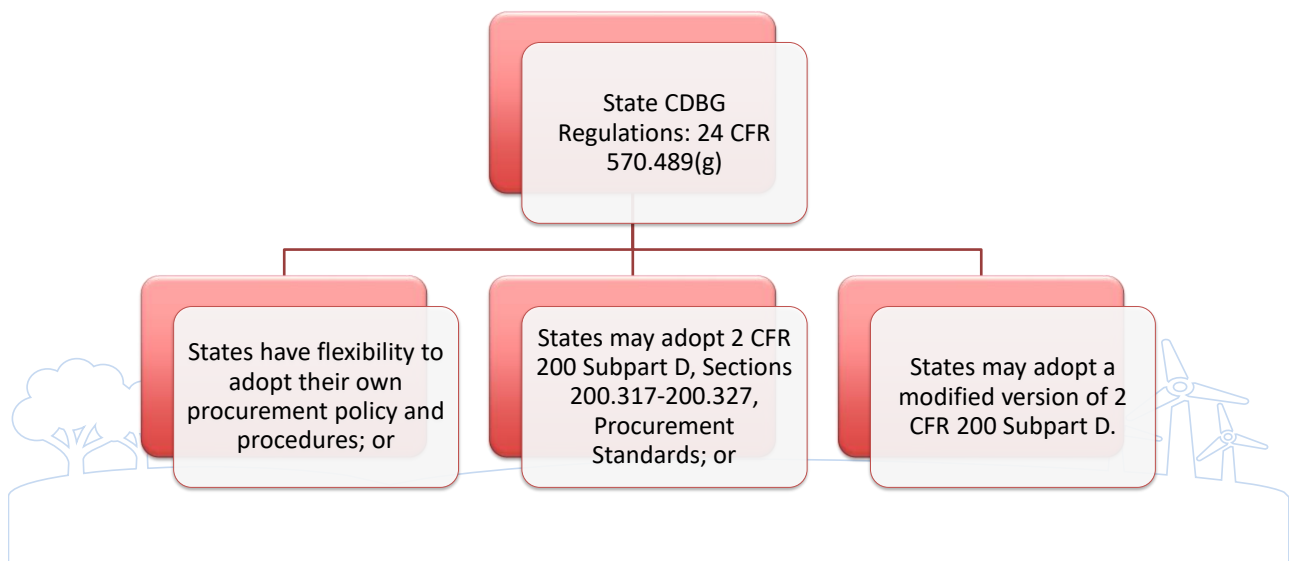 State CDBG
Regulations: 24 CFR
570.489(g)
States have flexibility to
adopt their own
procurement policy and
procedures; or
States may adopt 2 CFR
200 Subpart D, Sections
200.317-200.327,
Procurement
Standards; or
States may adopt a
modified version of 2
CFR 200 Subpart D.